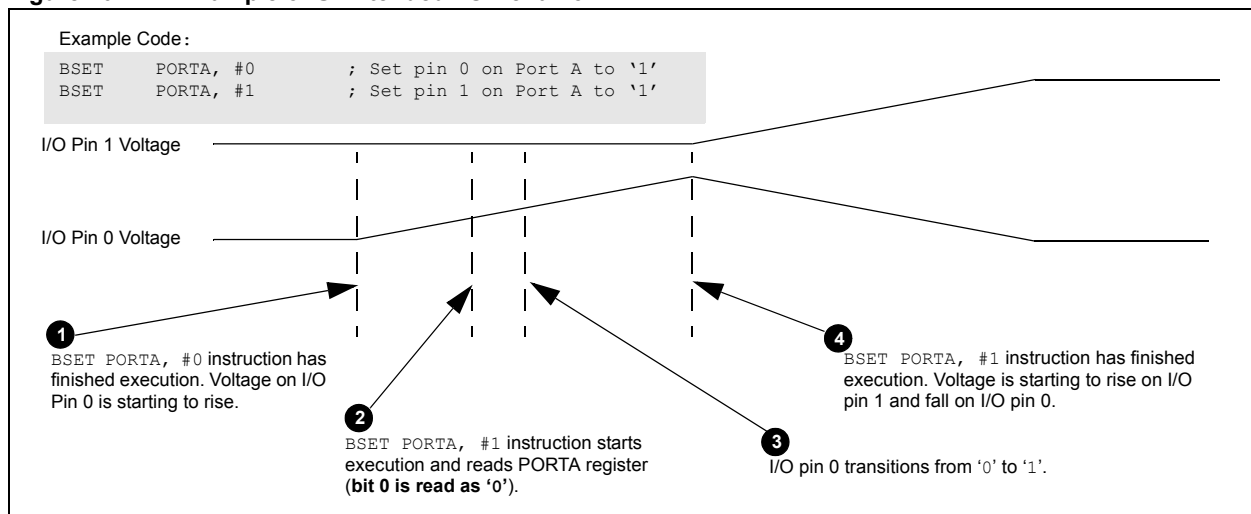 Example Code:
BSET PORTA, #0 ; Set pin 0 on Port A to ‘1’
BSET PORTA, #1 ; Set pin 1 on Port A to ‘1’
I/O Pin 1 Voltage
I/O Pin 0 Voltage
1
BSET PORTA, #0 instruction has
finished execution. Voltage on I/O
Pin 0 is starting to rise.
2
BSET PORTA, #1 instruction starts
execution and reads PORTA register
(bit 0 is read as ‘0’).
3
I/O pin 0 transitions from ‘0’ to ‘1’.
4
BSET PORTA, #1 instruction has finished
execution. Voltage is starting to rise on I/O
pin 1 and fall on I/O pin 0.